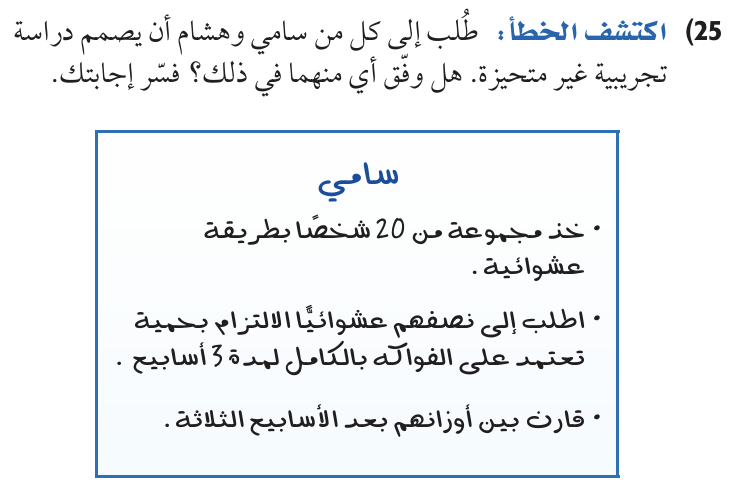 25) اكتشف الخطأ: طُلب إلى كل من سامي وهشام أن يصمم دراسة
تجريبية غير متحيزة. هل وفّق أي منهما في ذلك؟ فسّر إجابتك.
سامي
• خذ مجموعة من 20 شخصًا بطريقة
عشوائية.
• اطلب إلى نصفهم عشوائيًّا الالتزام بحمية
تعتمد على الفواكه بالكامل لمدة 3 أسابيع.
• قارن بين أوزانهم بعد الأسابيع الثلاثة.